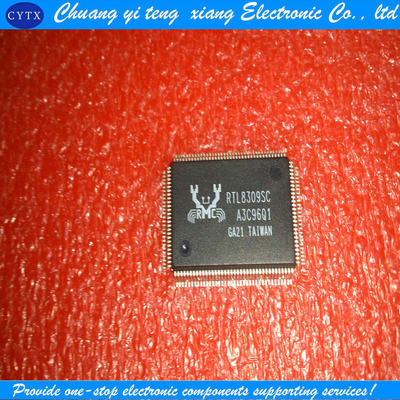 CYTX
Chuang yi teng xiang Electronic Co., ltd
RTL8309SC
RMC
A3C96Q1
GA21 TAIWAN
Provide one-stop electronic components supporting services!